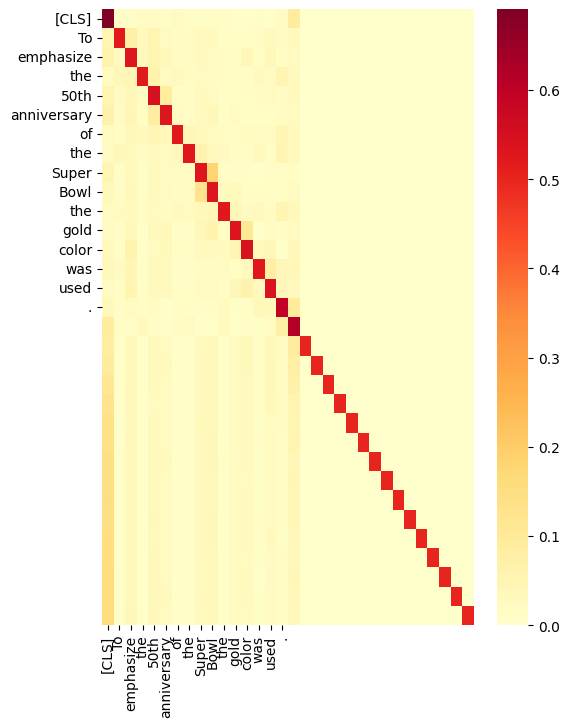 [CLS]
To
emphasize
the
50th
anniversary
of
the
Super
Bowl
the
gold
color
was
used
.
[CLS]
To
emphasize
the
50th
anniversary
of
the
Super
Bowl
the
gold
color
was
used
.
0.6
0.5
0.4
0.3
0.2
0.1
0.0